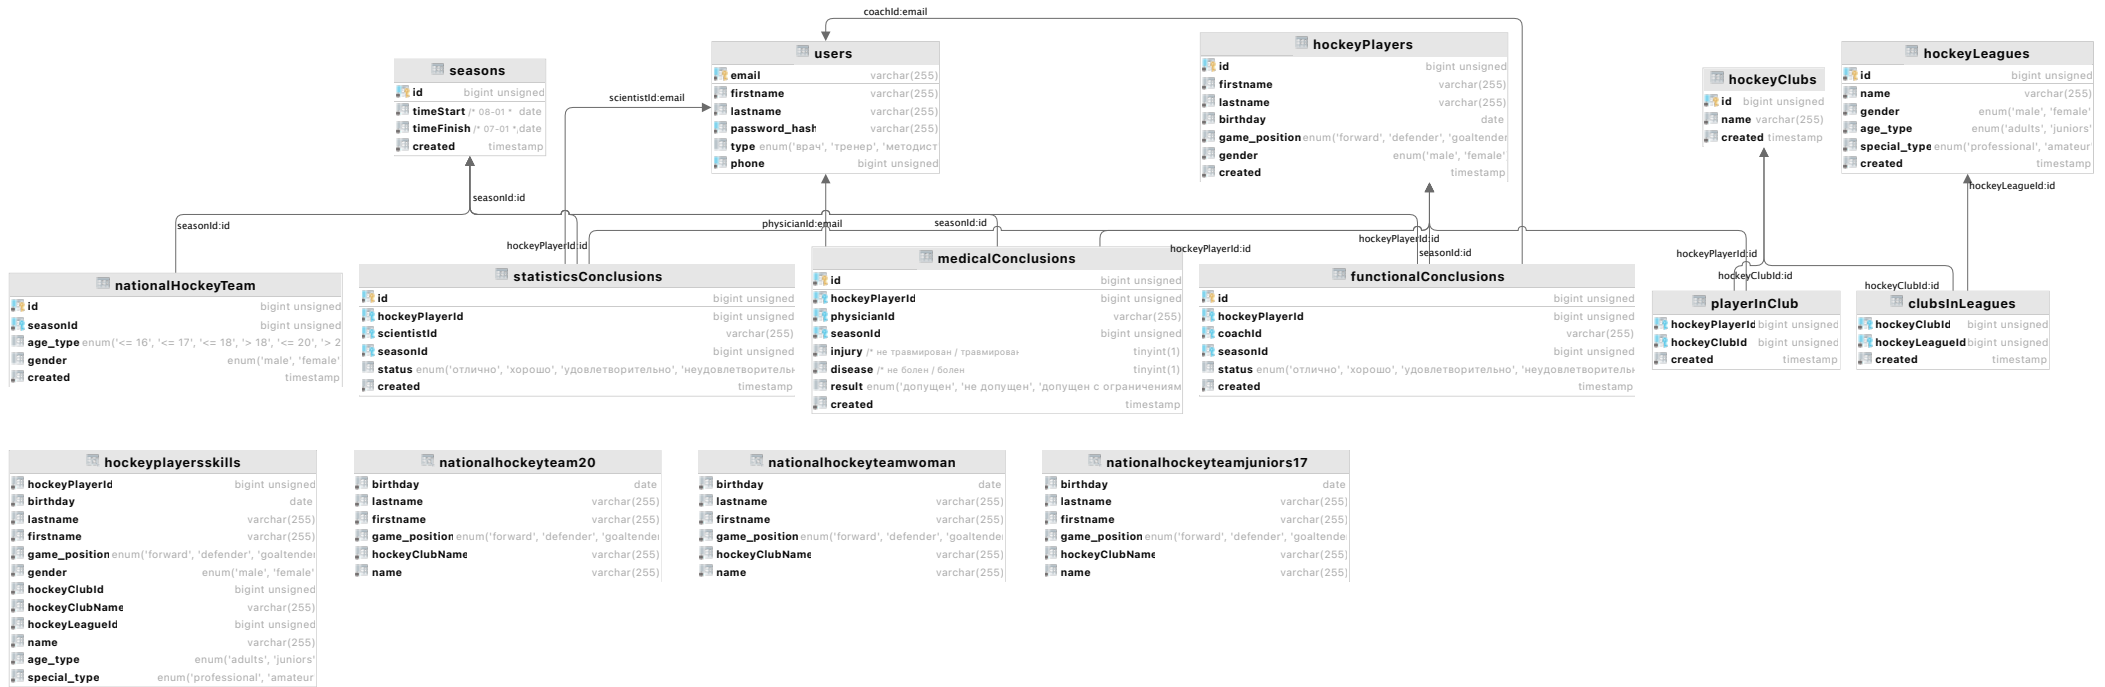 coachId:email
seasons
id bigint unsigned
timeStart /* 08-01 * date
timeFinish /* 07-01 *, date
created timestamp
users
email varchar(255)
firstname varchar(255)
lastname varchar(255)
password_hash varchar(255)
type enum('врач', 'тренер', 'методист
phone bigint unsigned
hockeyPlayers
id bigint unsigned
firstname varchar(255)
lastname varchar(255)
birthday date
game_position enum('forward', 'defender', 'goaltender
gender enum('male', 'female'
created timestamp
hockeyClubs
id bigint unsigned
name varchar(255)
created timestamp
hockeyLeagues
id bigint unsigned
name varchar(255)
gender enum('male', 'female'
age_type enum('adults', 'juniors'
special_type enum('professional', 'amateur
created timestamp
scientistId:email
seasonId:id
seasonId:id
hockeyPlayerId:id
physicianId:email
seasonId:id
hockeyPlayerId:id
hockeyPlayerId:id
seasonId:id
hockeyPlayerId:id
hockeyClubId:id
hockeyClubId:id
hockeyLeagueId:id
nationalHockeyTeam
id bigint unsigned
seasonId bigint unsigned
age_type enum('<= 16', '<= 17', '<= 18', '> 18', '<= 20', '> 2
gender enum('male', 'female'
created timestamp
statisticsConclusions
id bigint unsigned
hockeyPlayerId bigint unsigned
scientistId varchar(255)
seasonId bigint unsigned
status enum('отлично', 'хорошо', 'удовлетворительно', 'неудовлетворительн
created timestamp
medicalConclusions
id bigint unsigned
hockeyPlayerId bigint unsigned
physicianId varchar(255)
seasonId bigint unsigned
injury /* не травмирован / травмирован tinyint(1)
disease /* не болен / болен tinyint(1)
result enum('допущен', 'не допущен', 'допущен с ограничениям
created timestamp
functionalConclusions
id bigint unsigned
hockeyPlayerId bigint unsigned
coachId varchar(255)
seasonId bigint unsigned
status enum('отлично', 'хорошо', 'удовлетворительно', 'неудовлетворительн
created timestamp
playerInClub
hockeyPlayerId bigint unsigned
hockeyClubId bigint unsigned
created timestamp
clubsInLeagues
hockeyClubId bigint unsigned
hockeyLeagueId bigint unsigned
created timestamp
hockeyplayersskills
hockeyPlayerId bigint unsigned
birthday date
lastname varchar(255)
firstname varchar(255)
game_position enum('forward', 'defender', 'goaltender
gender enum('male', 'female'
hockeyClubId bigint unsigned
hockeyClubName varchar(255)
hockeyLeagueId bigint unsigned
name varchar(255)
age_type enum('adults', 'juniors'
special_type enum('professional', 'amateur
nationalhockeyteam20
birthday date
lastname varchar(255)
firstname varchar(255)
game_position enum('forward', 'defender', 'goaltende
hockeyClubName varchar(255)
name varchar(255)
nationalhockeyteamwoman
birthday date
lastname varchar(255)
firstname varchar(255)
game_position enum('forward', 'defender', 'goaltende
hockeyClubName varchar(255)
name varchar(255)
nationalhockeyteamjuniors17
birthday date
lastname varchar(255)
firstname varchar(255)
game_position enum('forward', 'defender', 'goaltende
hockeyClubName varchar(255)
name varchar(255)